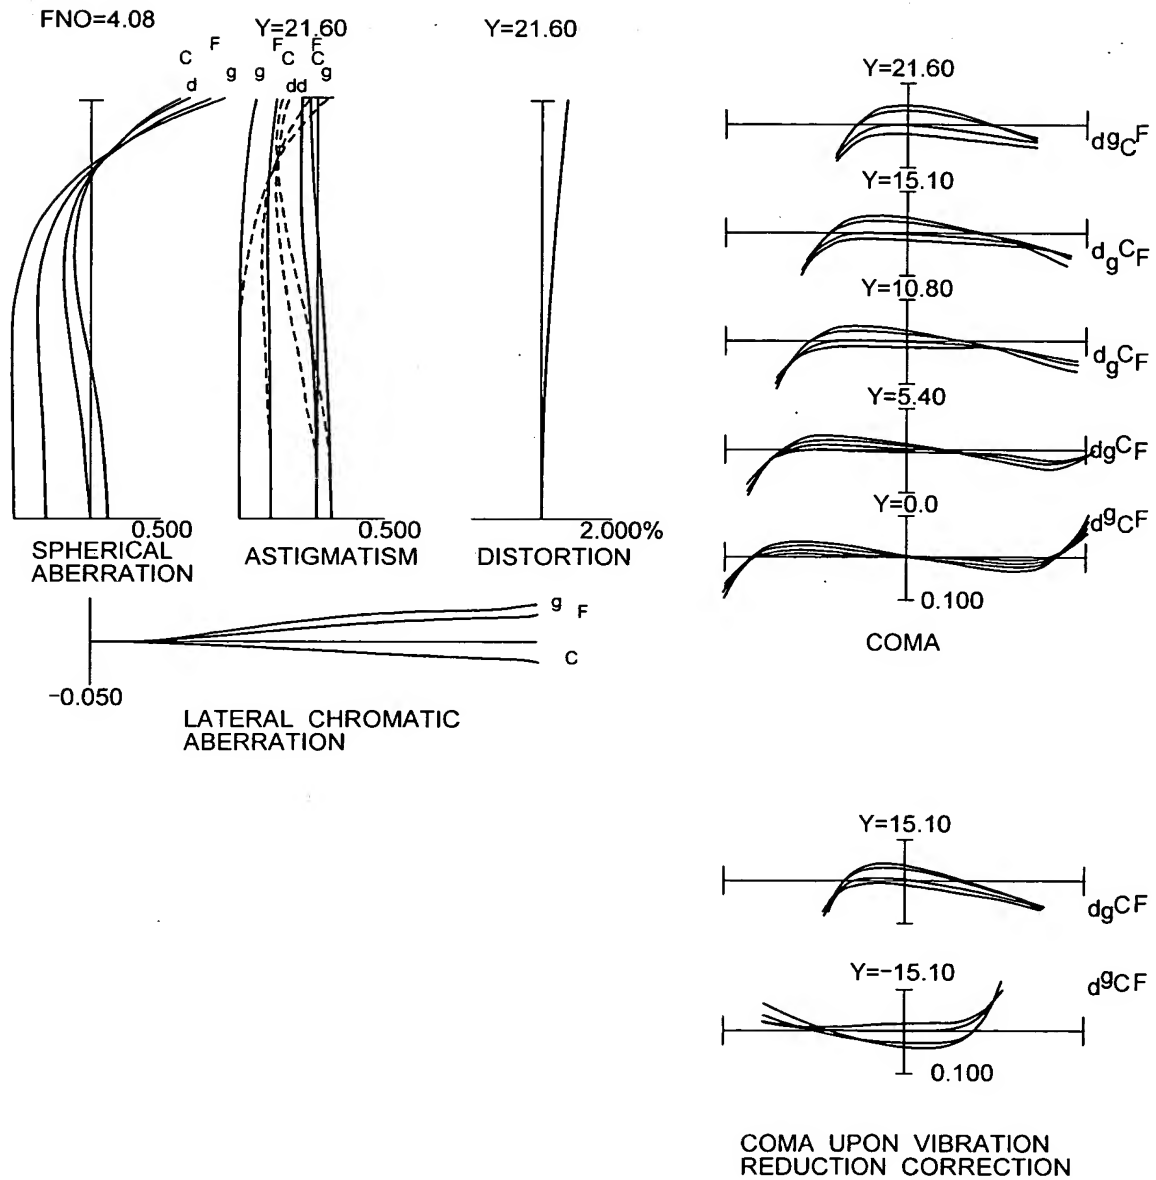 FNO=4.08
C F
d g
SPHERICAL
ABERRATION
0.500
Y=21.60
F F
C C
g dd g
0.500
ASTIGMATISM
Y=21.60
2.000%
DISTORTION
g F
C
-0.050
LATERAL CHROMATIC
ABERRATION
Y=21.60
dgCF
Y=15.10
dgCF
Y=10.80
dgCF
Y=5.40
dgCF
Y=0.0
dgCF
0.100
COMA
Y=15.10
dgCF
Y=-15.10
dgCF
0.100
COMA UPON VIBRATION
REDUCTION CORRECTION